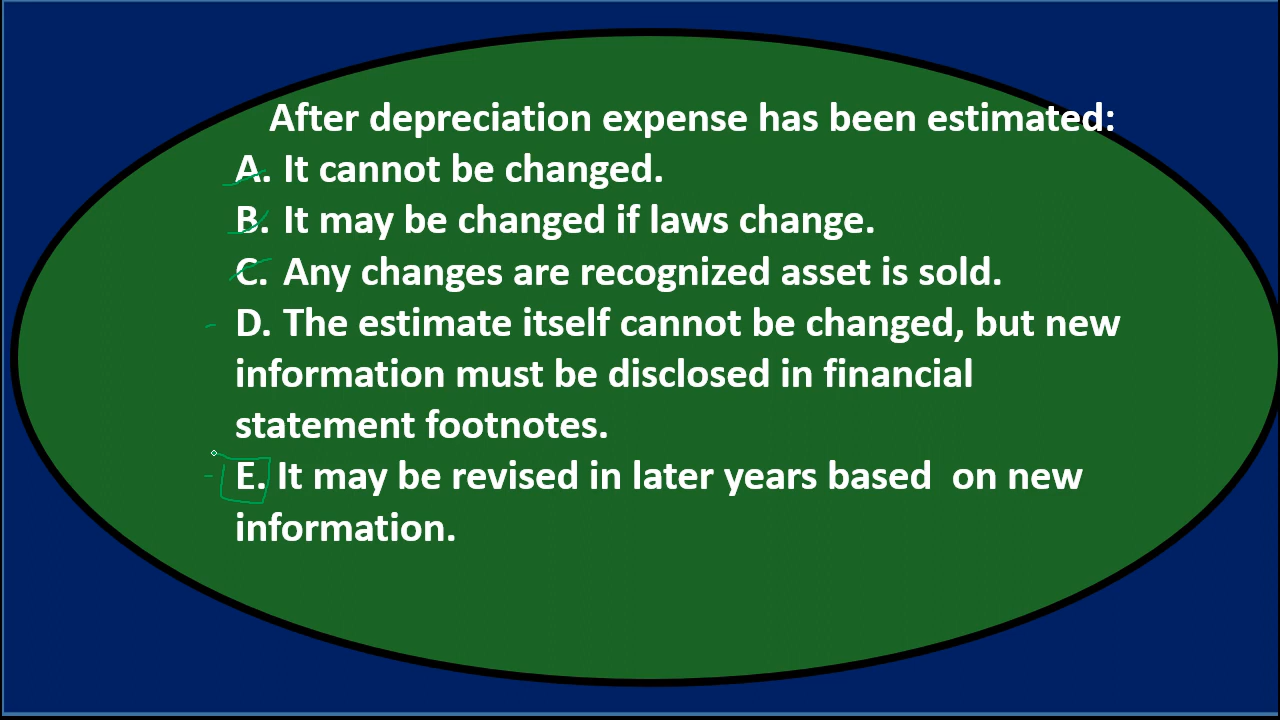 After depreciation expense has been estimated:
A. It cannot be changed.
B. It may be changed if laws change.
C. Any changes are recognized asset is sold.
D. The estimate itself cannot be changed, but new
information must be disclosed in financial
statement footnotes.
E. It may be revised in later years based  on new
information.